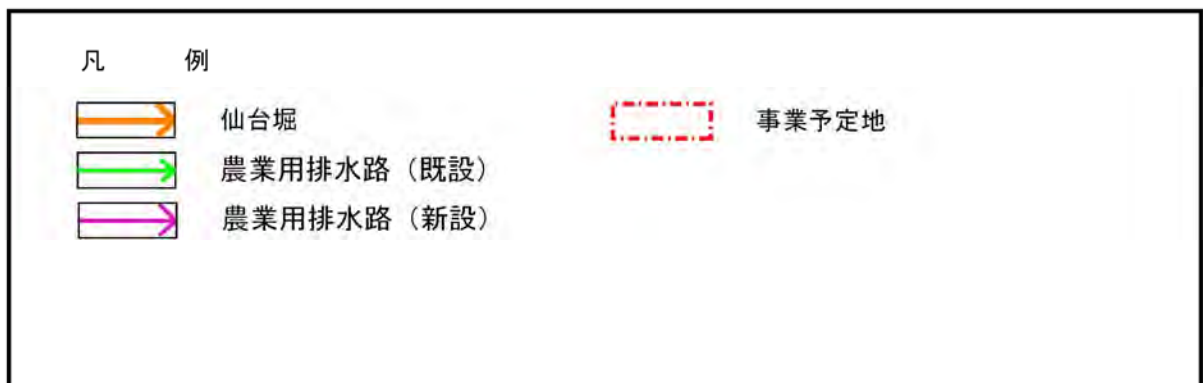 凡　例
仙台堀
農業用排水路（既設）
農業用排水路（新設）
事業予定地